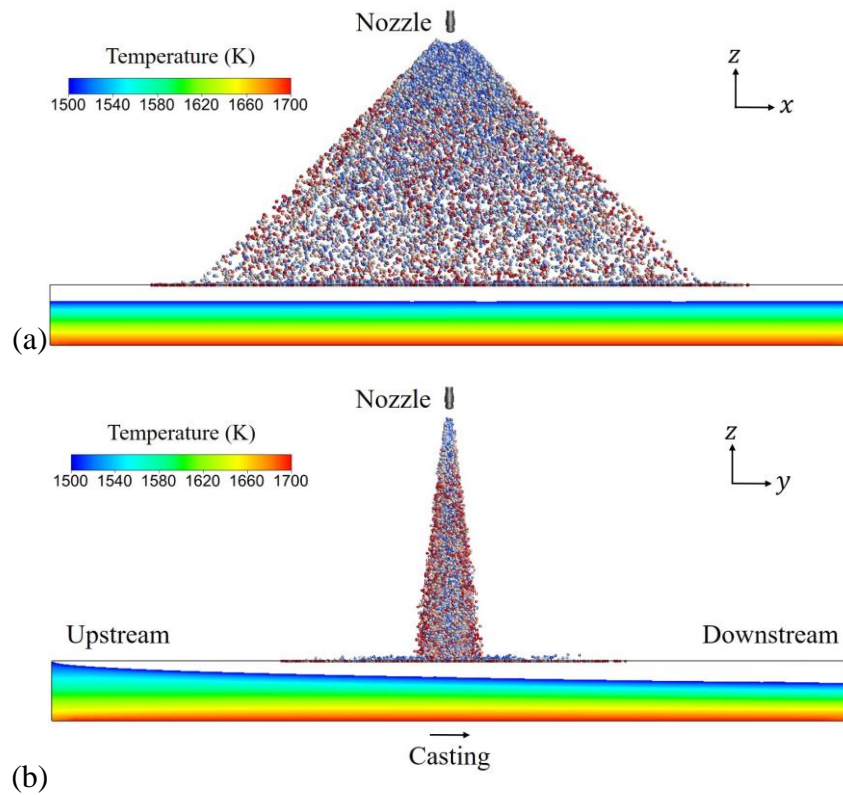 Nozzle
Temperature (K)
1500 1540 1580 1620 1660 1700
z
x
(a)
Nozzle
Temperature (K)
1500 1540 1580 1620 1660 1700
z
y
Upstream
Downstream
Casting
(b)